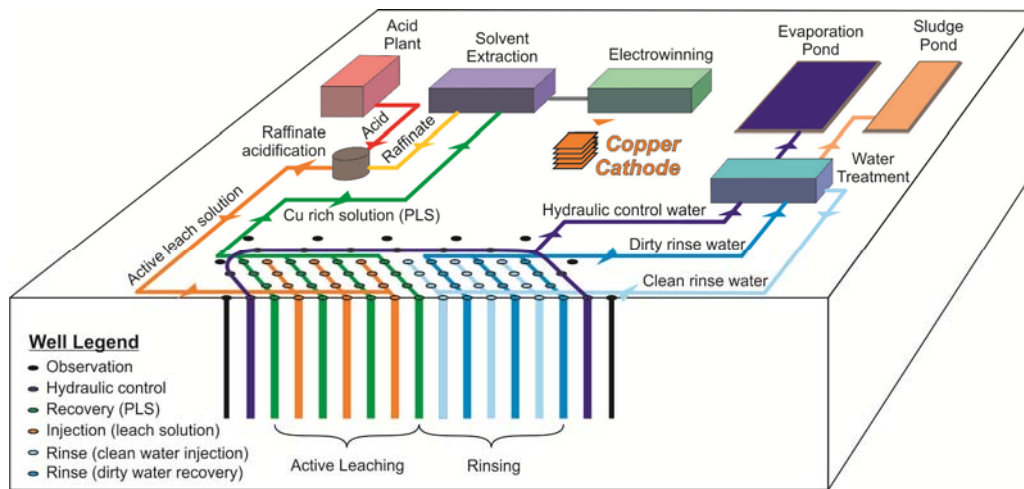 Acid
Plant
Solvent
Extraction
Electrowinning
Evaporation
Pond
Sludge
Pond
Acid
Raffinate
Raffinate
acidification
Copper
Cathode
Water
Treatment
Active leach solution
Cu rich solution (PLS)
Hydraulic control water
Dirty rinse water
Clean rinse water
Well Legend
Observation
Hydraulic control
Recovery (PLS)
Injection (leach solution)
Rinse (clean water injection)
Rinse (dirty water recovery)
Active Leaching
Rinsing